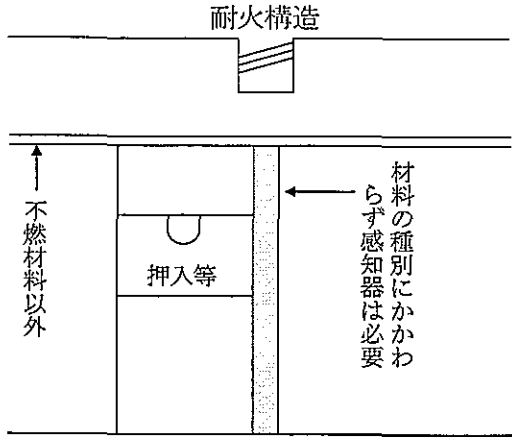 耐火構造
材料の種別にかかわ
らず感知器は必要
押入等
不燃材料以外